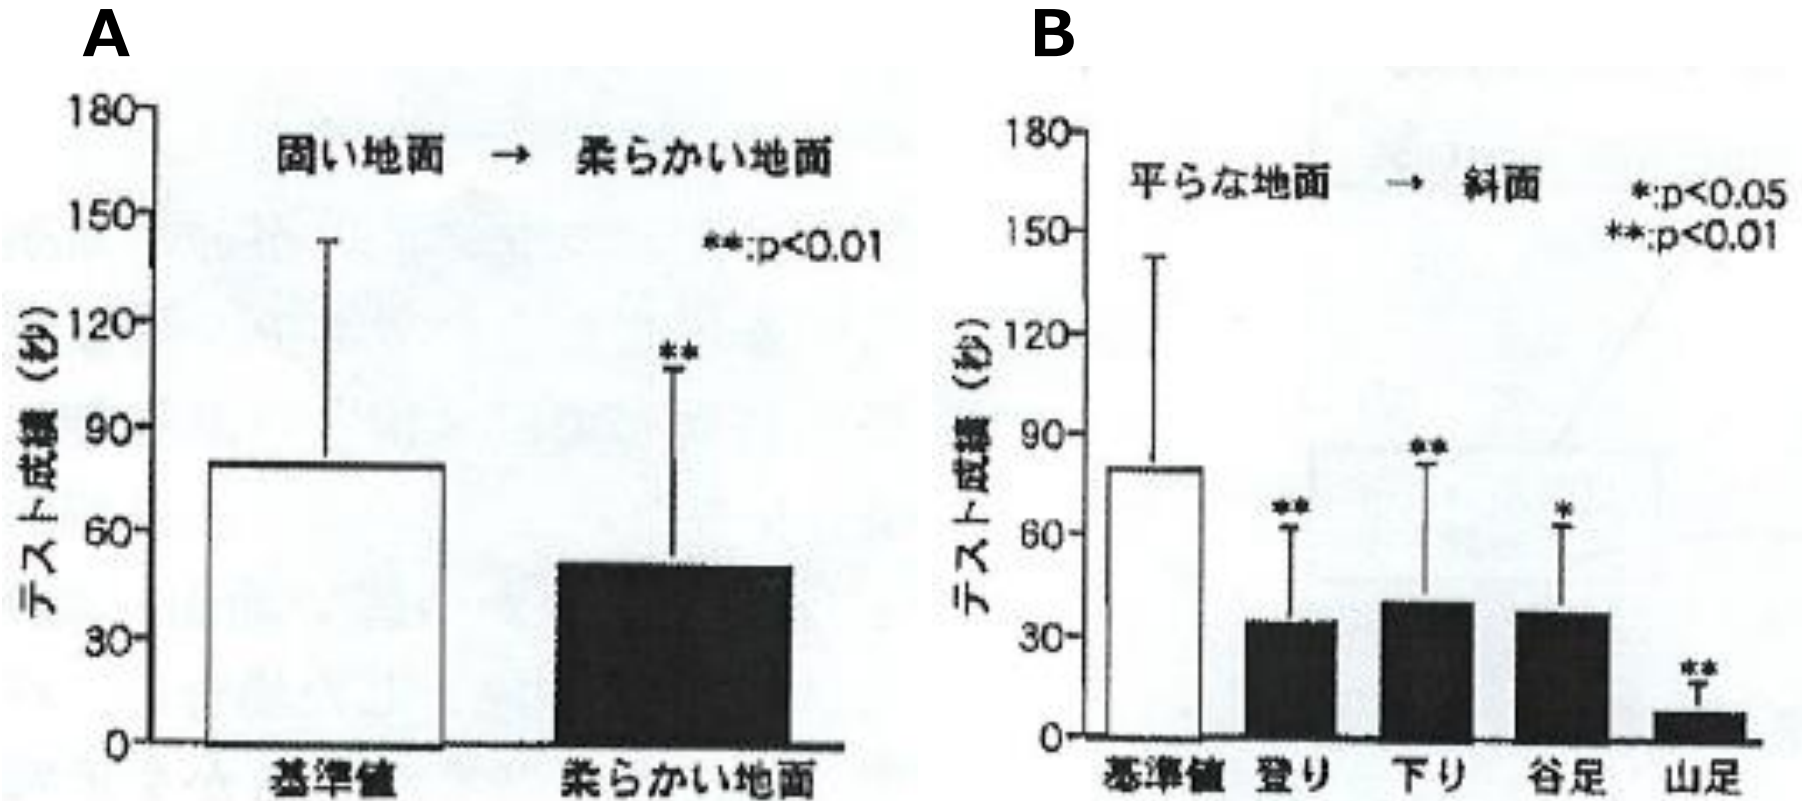 A
180
150
120
90
60
30
0
テスト成績（秒）
固い地面 → 柔らかい地面
**:p<0.01
**
基準値 柔らかい地面
B
180
150
120
90
60
30
0
テスト成績（秒）
平らな地面 → 斜面
*:p<0.05
**:p<0.01
**
**
*
**
基準値 登り 下り 谷足 山足